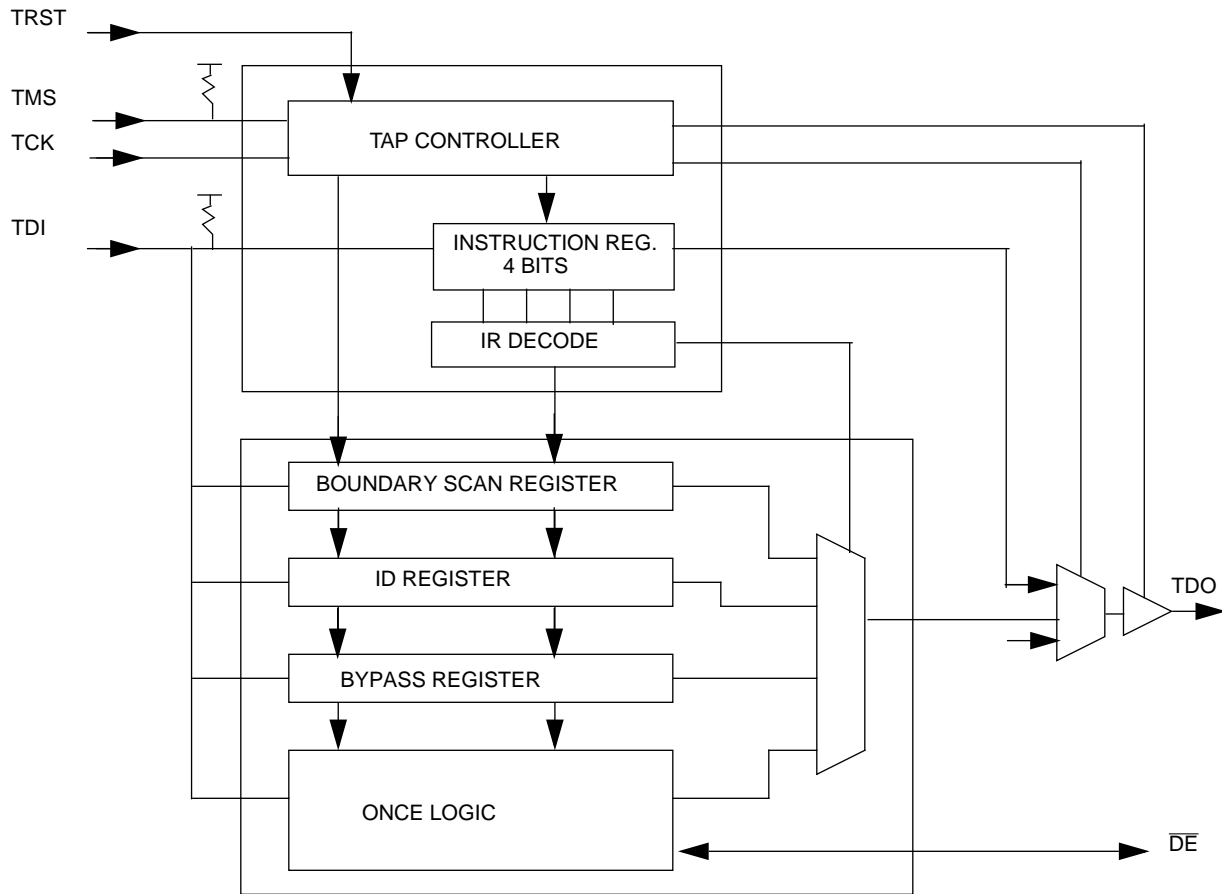 TRST
TMS
TCK
TAP CONTROLLER
TDI
INSTRUCTION REG.
4 BITS
IR DECODE
BOUNDARY SCAN REGISTER
ID REGISTER
TDO
BYPASS REGISTER
ONCE LOGIC
D̅E̅